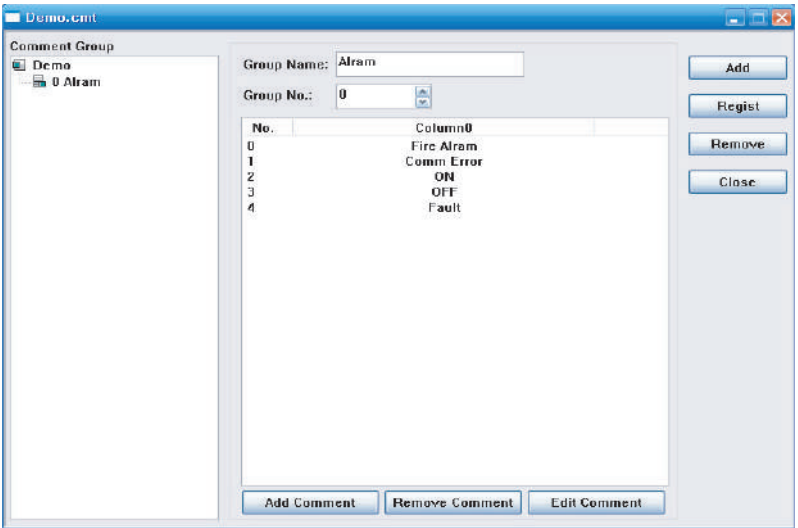 Demo.cmt
Comment Group
Demo
0 Alram
Group Name: Alram
Group No.: 0
No. Column0
0 Fire Alram
1 Comm Error
2 ON
3 OFF
4 Fault
Add Comment Remove Comment Edit Comment
Add
Regist
Remove
Close